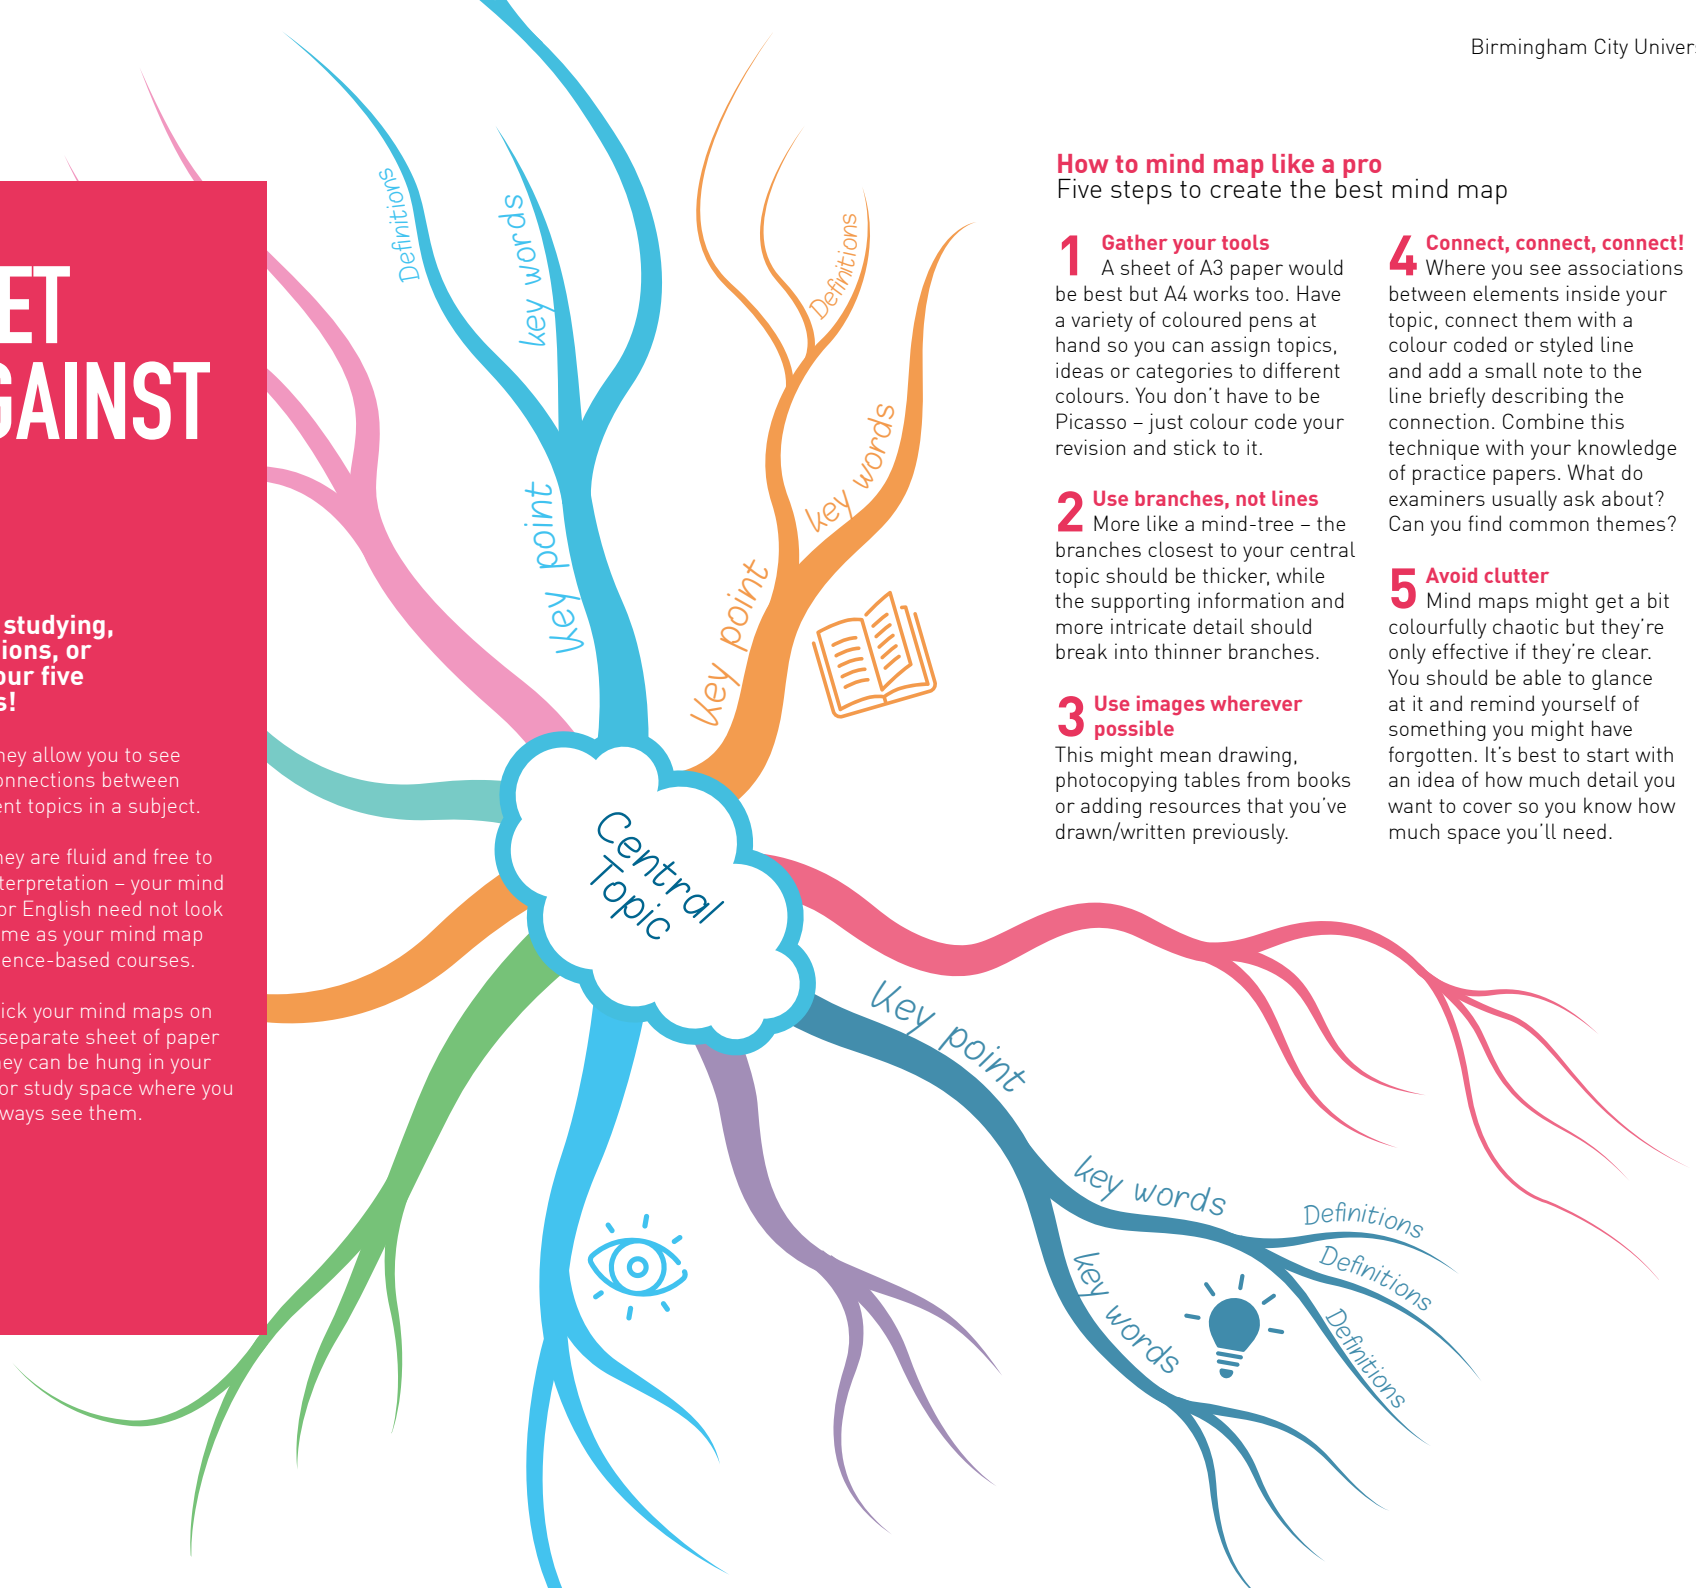 Birmingham City
ET
GAINST
studying,
or
our five
allow you to see
connections between
topics in a subject.
are fluid and free to
interpretation – your mind
or English need not look
as your mind map
courses.
your mind maps on
separate sheet of paper
can be hung in your
or study space where you
see them.
Definitions
key words
key point
Definitions
key words
Key point
Central
Topic
Key point
key words
key words
Definitions
Definitions
Definitions
How to mind map like a pro
Five steps to create the best mind map
1 Gather your tools
A sheet of A3 paper would
be best but A4 works too. Have
a variety of coloured pens at
hand so you can assign topics,
ideas or categories to different
colours. You don't have to be
Picasso – just colour code your
revision and stick to it.
2 Use branches, not lines
More like a mind-tree – the
branches closest to your central
topic should be thicker, while
the supporting information and
more intricate detail should
break into thinner branches.
3 Use images wherever
possible
This might mean drawing,
photocopying tables from books
or adding resources that you've
drawn/written previously.
4 Connect, connect, connect!
Where you see associations
between elements inside your
topic, connect them with a
colour coded or styled line
and add a small note to the
line briefly describing the
connection. Combine this
technique with your knowledge
of practice papers. What do
examiners usually ask about?
Can you find common themes?
5 Avoid clutter
Mind maps might get a bit
colourfully chaotic but they're
only effective if they're clear.
You should be able to glance
at it and remind yourself of
something you might have
forgotten. It's best to start with
an idea of how much detail you
want to cover so you know how
much space you'll need.